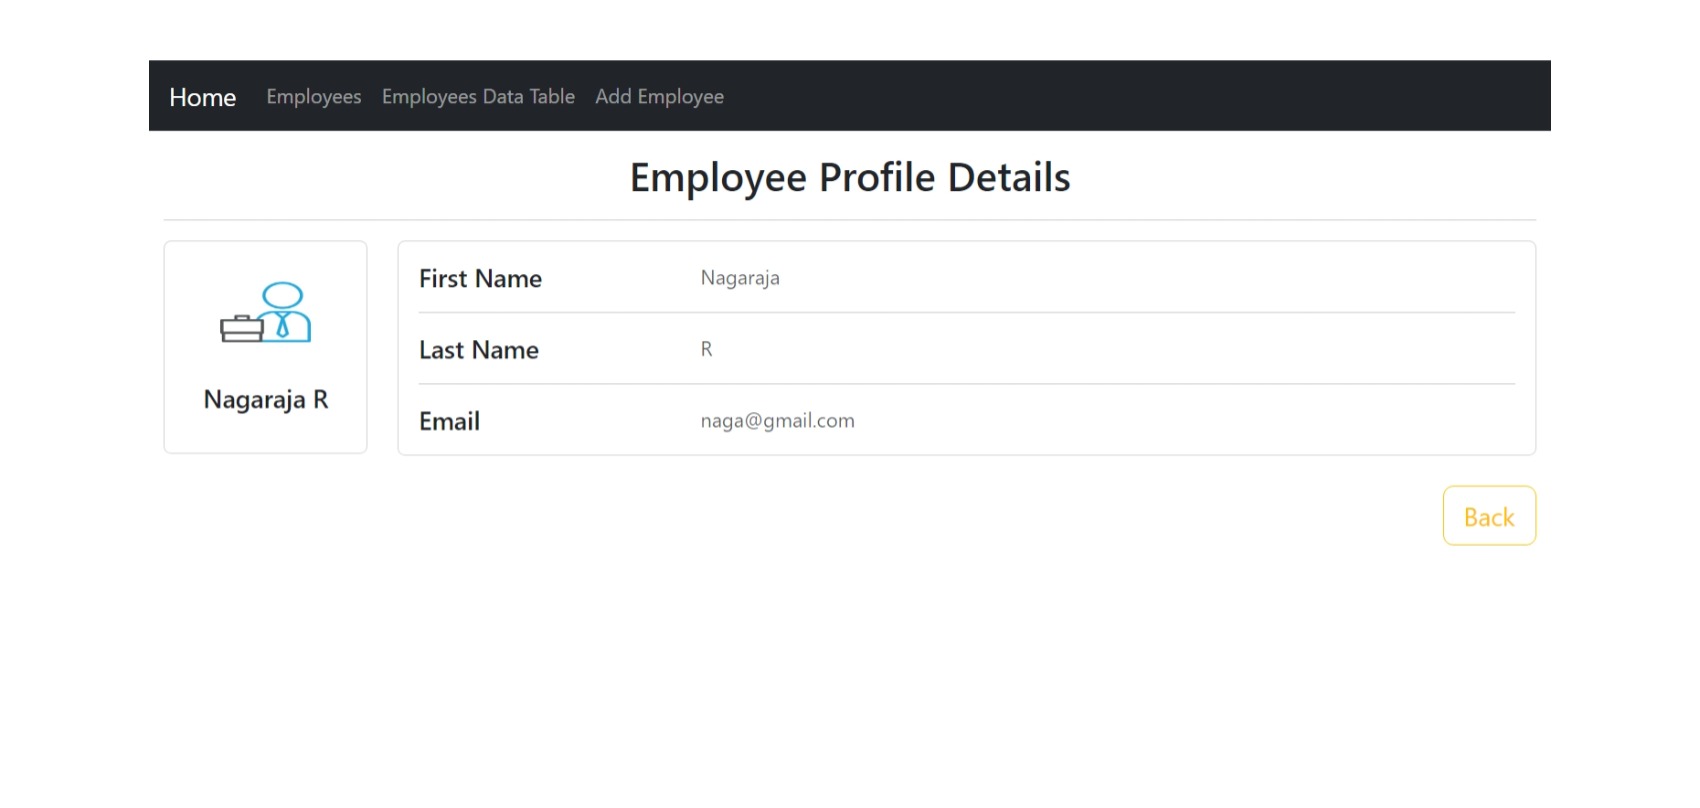 Home Employees Employees Data Table Add Employee
Employee Profile Details
Nagaraja R
First Name Nagaraja
Last Name R
Email naga@gmail.com
Back